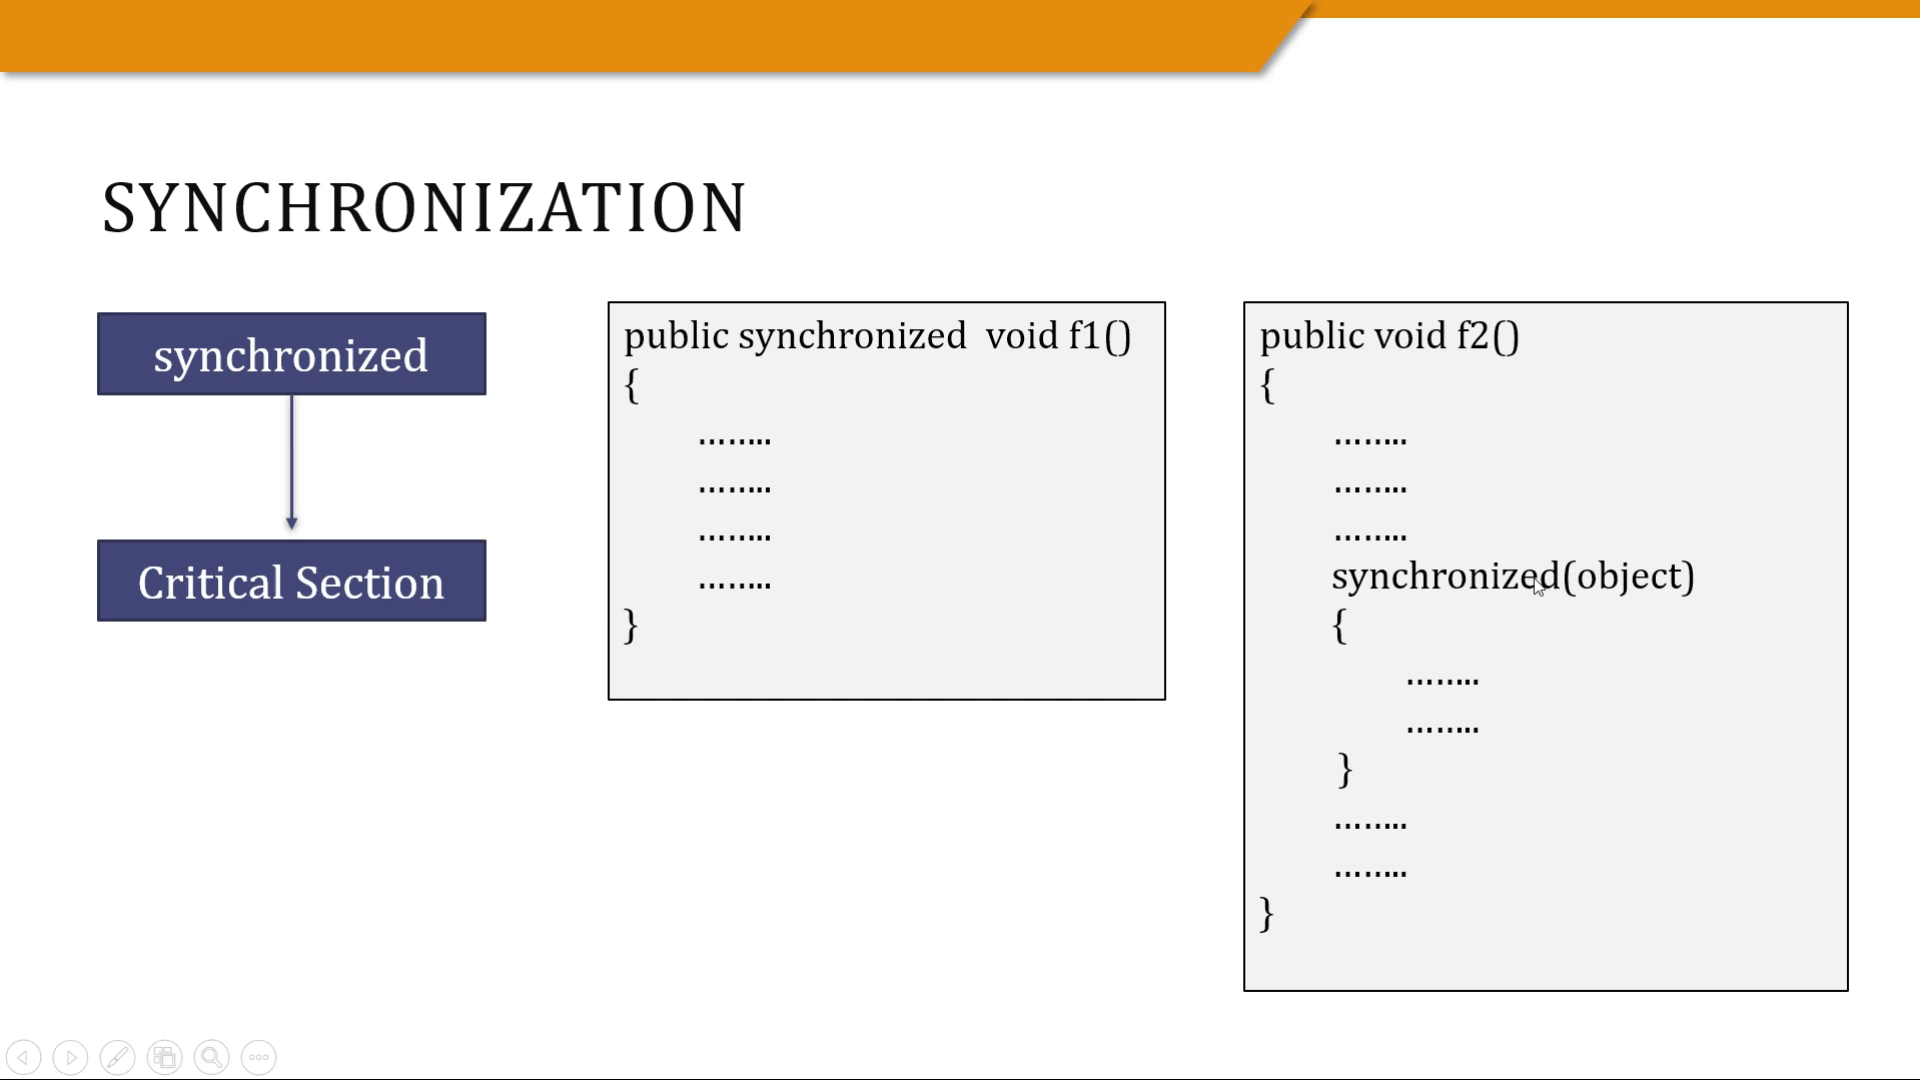 SYNCHRONIZATION
synchronized
Critical Section
public synchronized  void f1()
{
……..
……..
……..
……..
}
public void f2()
{
……..
……..
……..
synchronized(object)
{
……..
……..
}
……..
……..
}